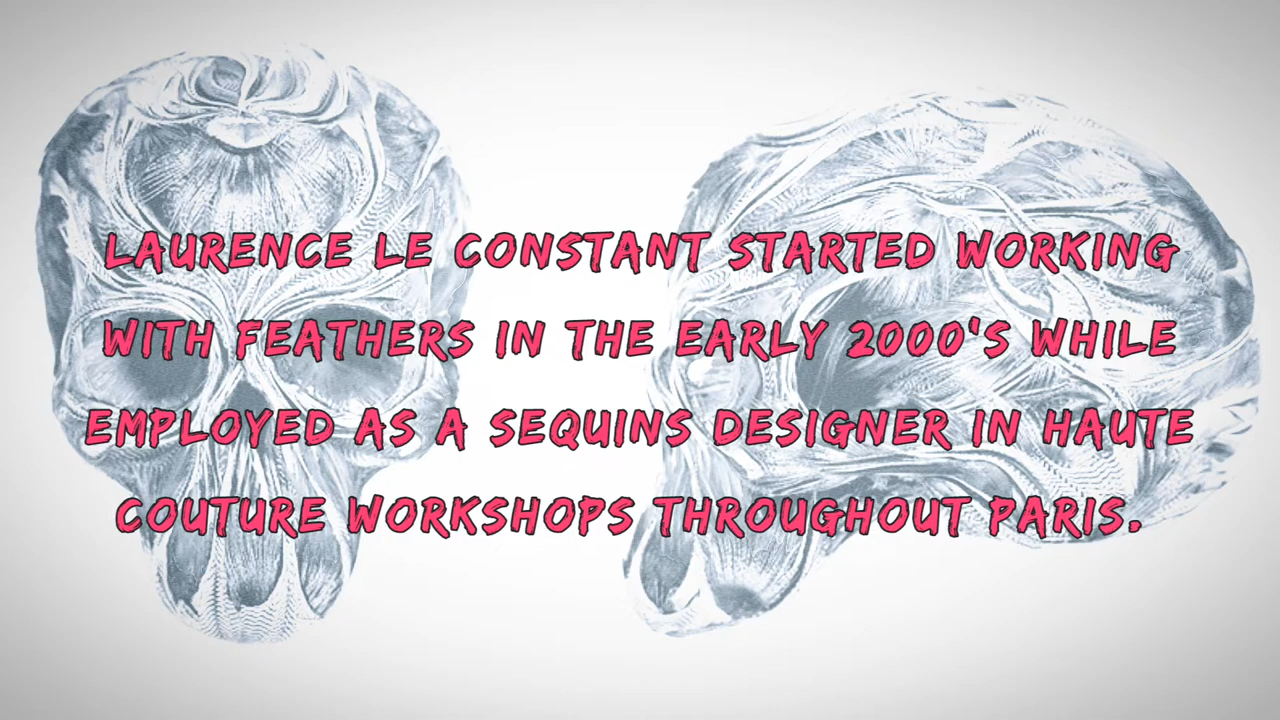 LAURENCE LE CONSTANT STARTED WORKING
WITH FEATHERS IN THE EARLY 2000'S WHILE
EMPLOYED AS A SEQUINS DESIGNER IN HAUTE
COUTURE WORKSHOPS THROUGHOUT PARIS.